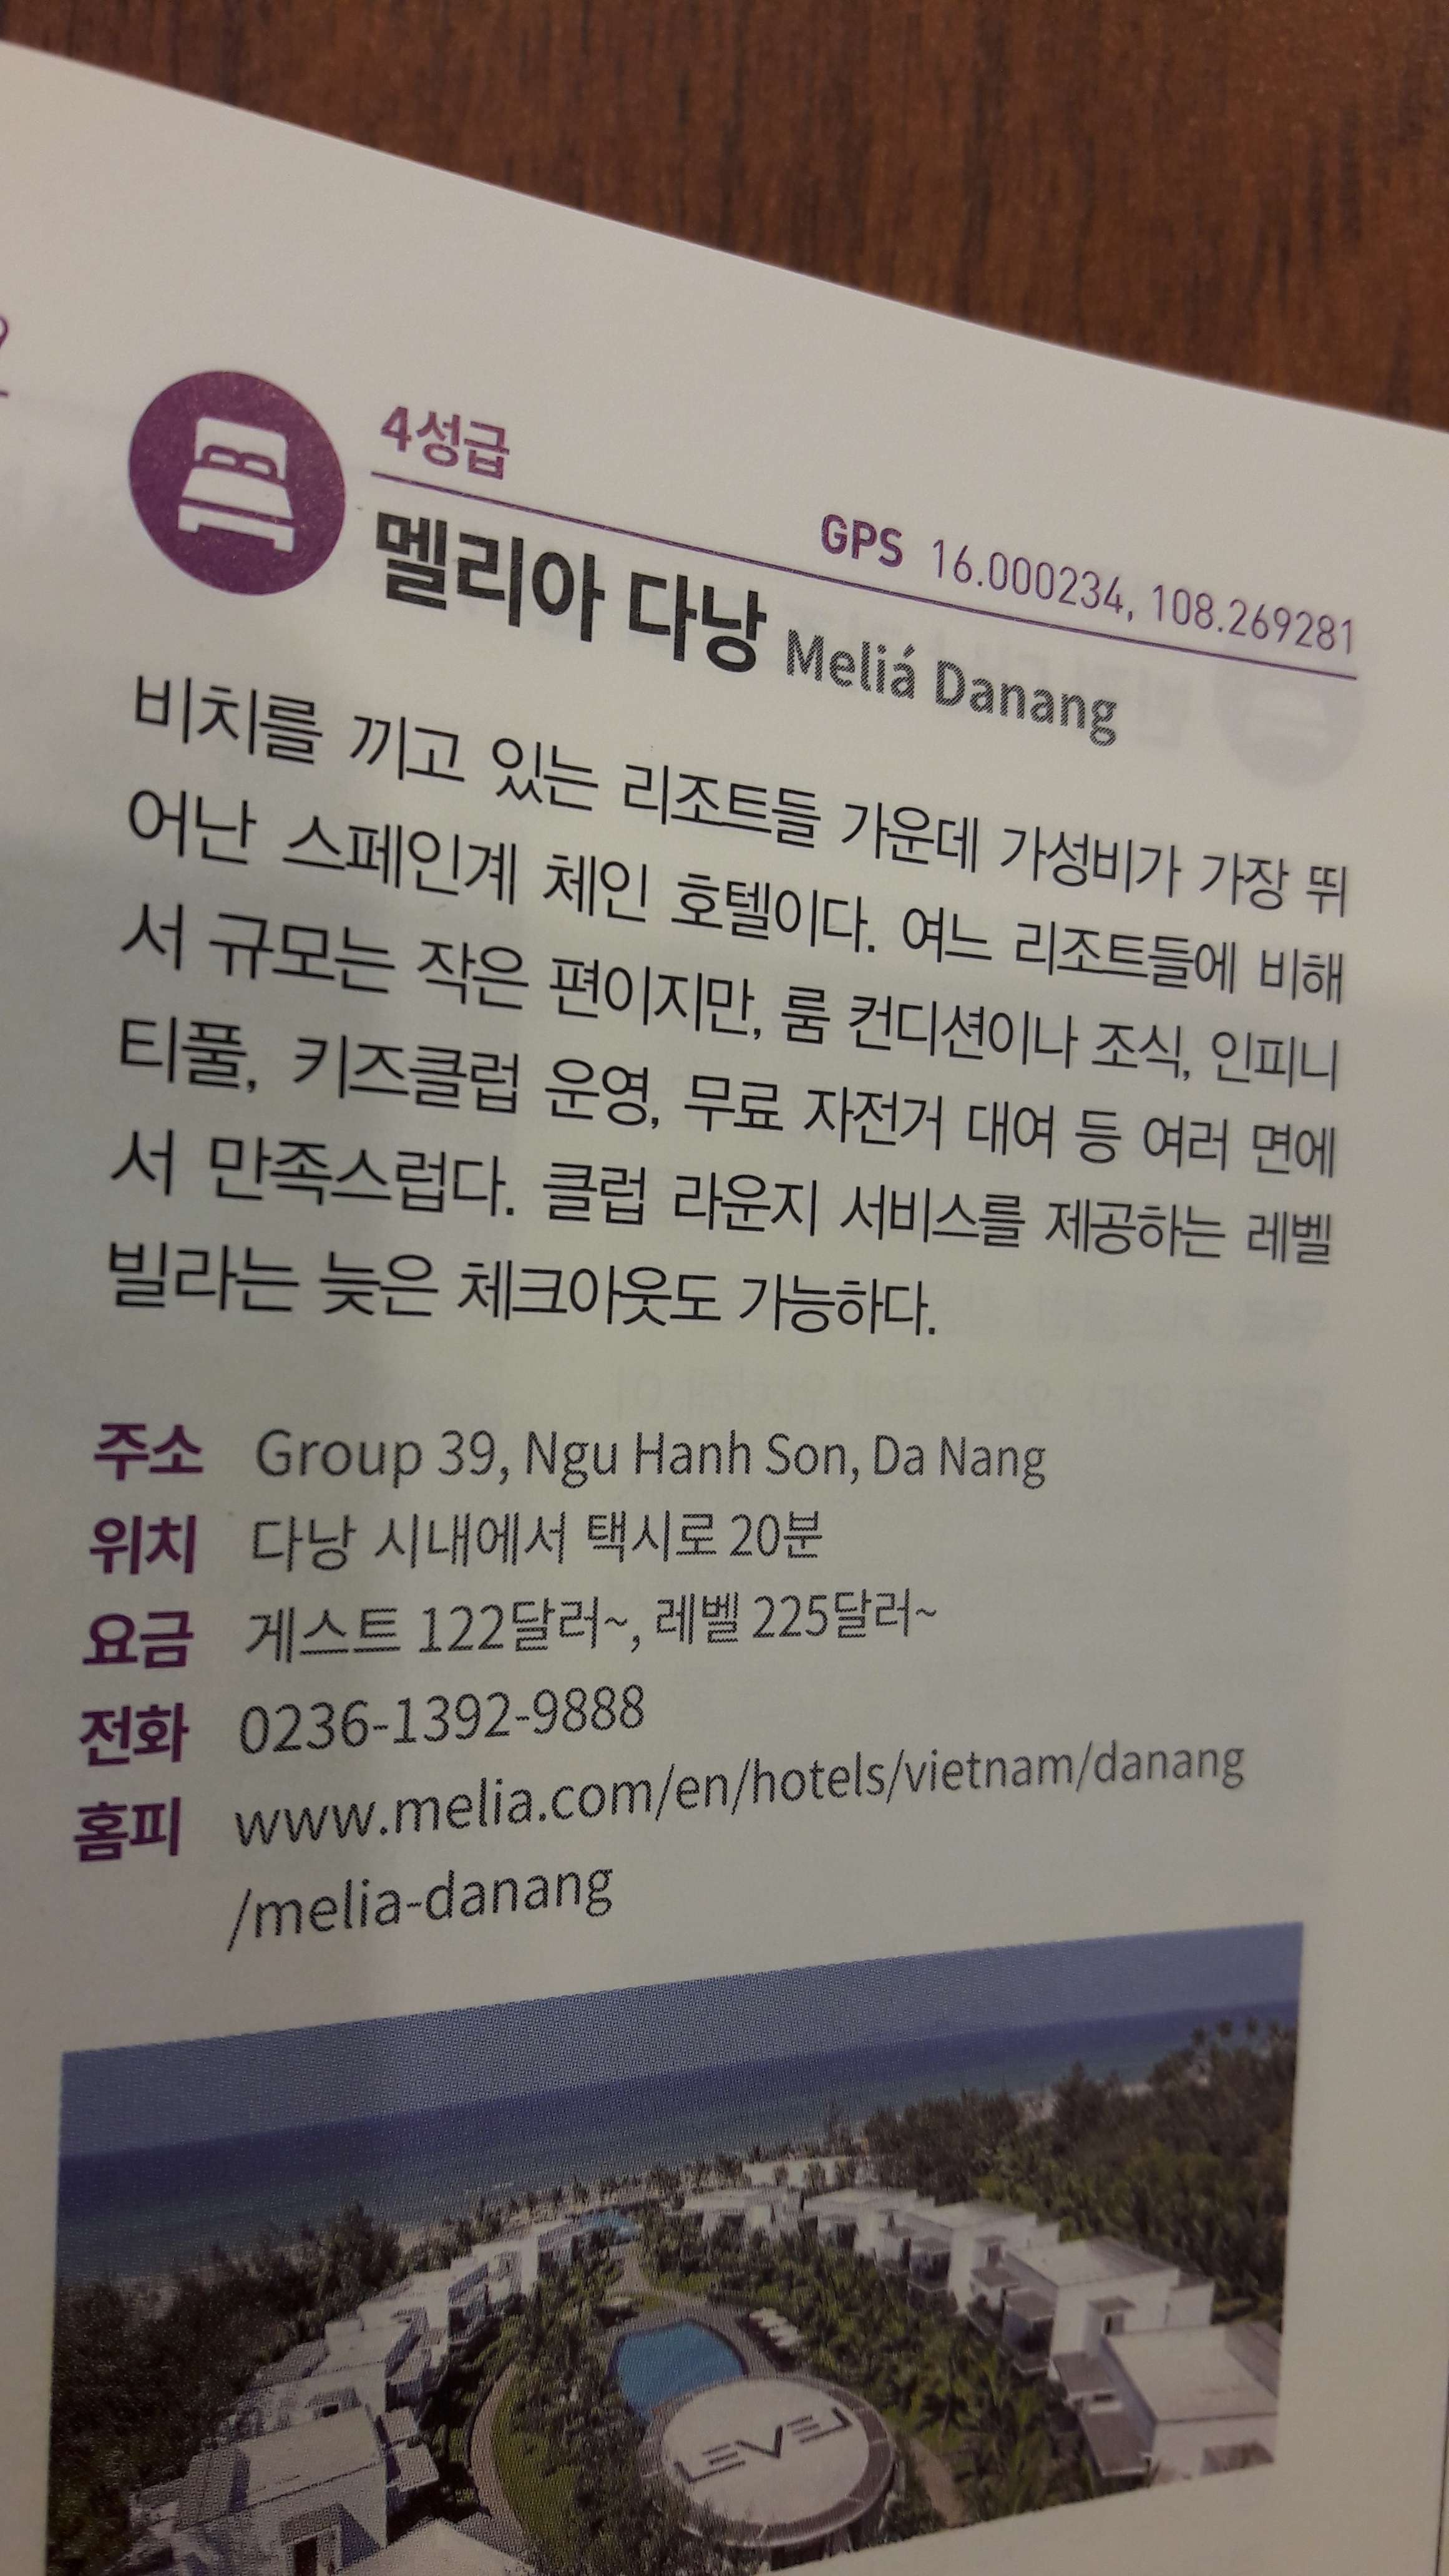 4성급
GPS 16.000234, 108.269281
멜리아 다낭 Meliá Danang
비치를 끼고 있는 리조트들 가운데 가성비가 가장 뛰
어난 스페인계 체인 호텔이다. 여느 리조트들에 비해
서 규모는 작은 편이지만, 룸 컨디션이나 조식, 인피니
티풀, 키즈클럽 운영, 무료 자전거 대여 등 여러 면에
서 만족스럽다. 클럽 라운지 서비스를 제공하는 레벨
빌라는 늦은 체크아웃도 가능하다.
주소 Group 39, Ngu Hanh Son, Da Nang
위치 다낭 시내에서 택시로 20분
요금 게스트 122달러~, 레벨 225달러~
전화 0236-1392-9888
홈피 www.melia.com/en/hotels/vietnam/danang
/melia-danang
LEVEL